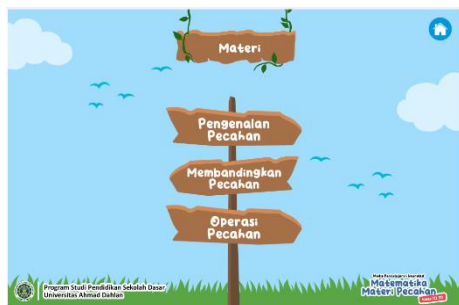 Materi
Pengenalan
Pecahan
Membandingkan
Pecahan
Operasi
Pecahan
Program Studi Pendidikan Sekolah Dasar
Universitas Ahmad Dahlan
Matematika
Materi Pecahan